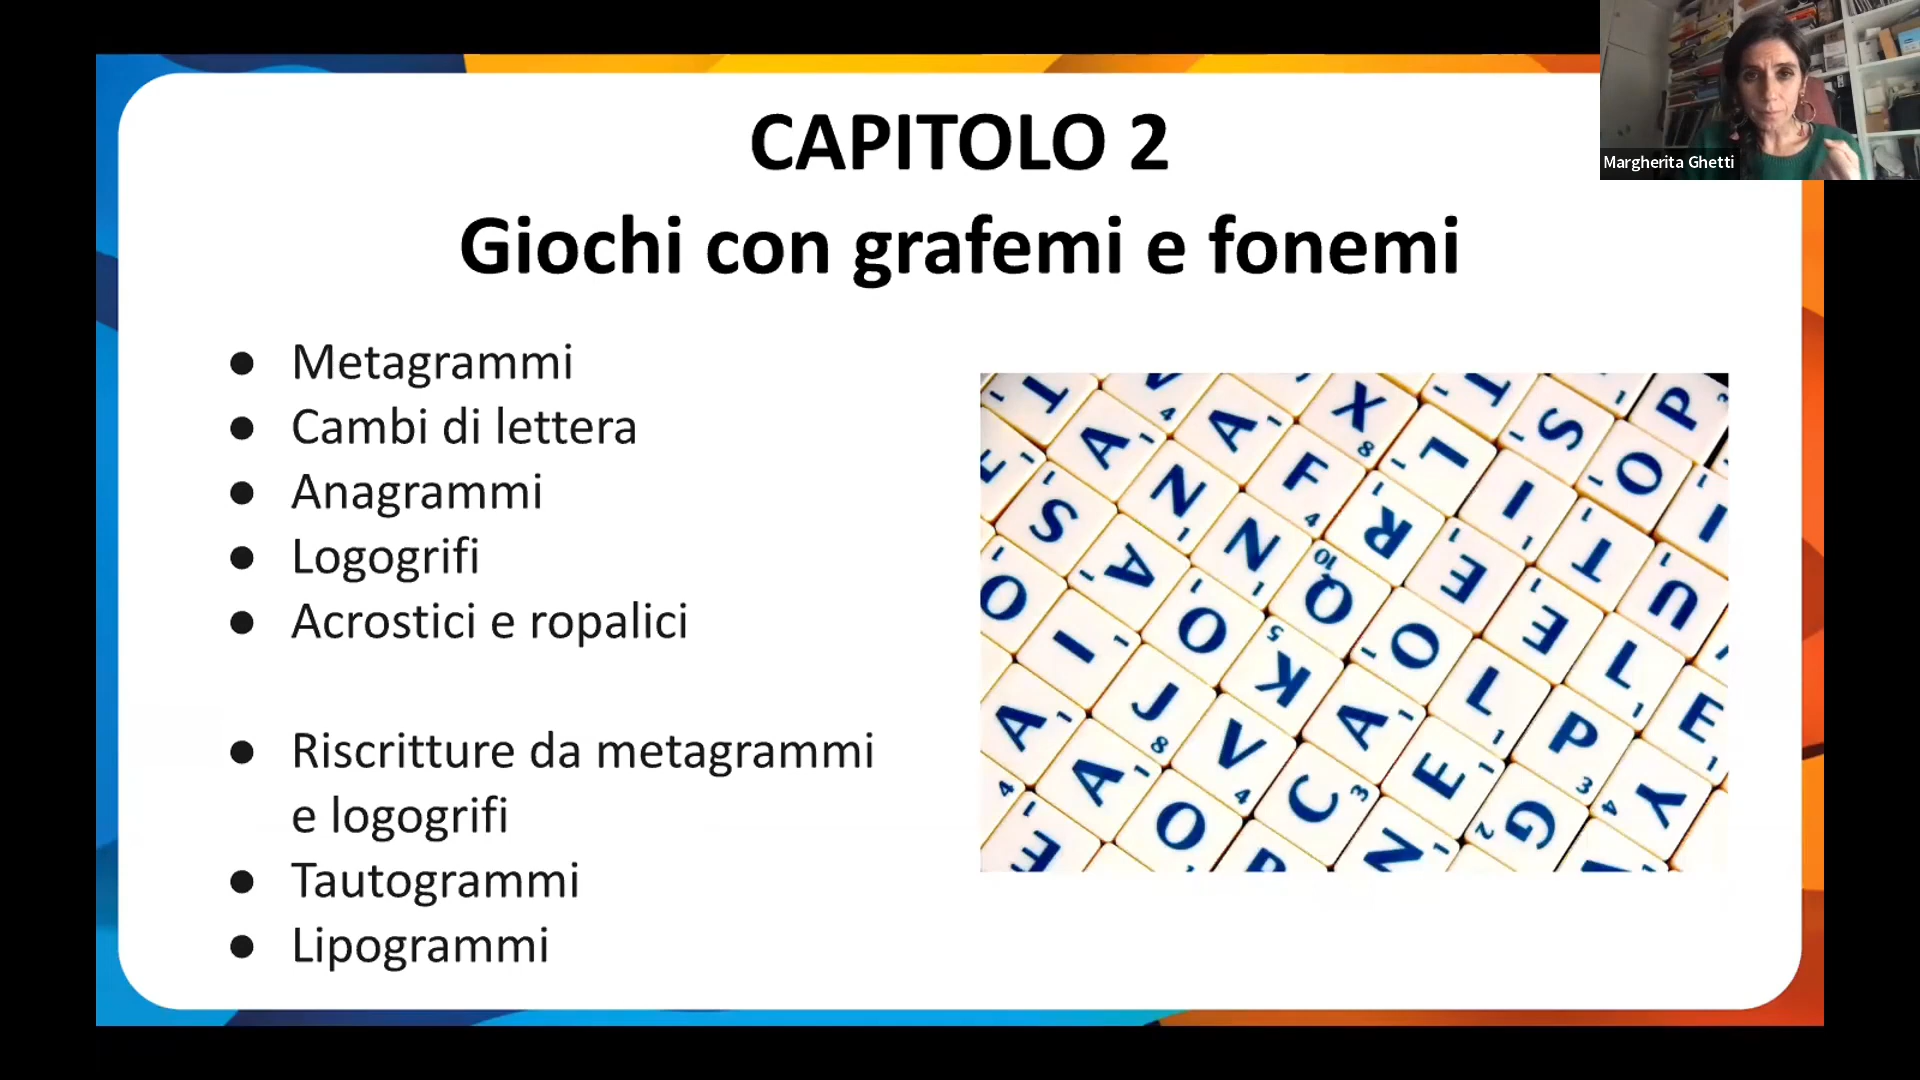 CAPITOLO 2
Giochi con grafemi e fonemi
Margherita Ghetti
● Metagrammi
● Cambi di lettera
● Anagrammi
● Logogrifi
● Acrostici e ropalici
● Riscritture da metagrammi
e logogrifi
● Tautogrammi
● Lipogrammi